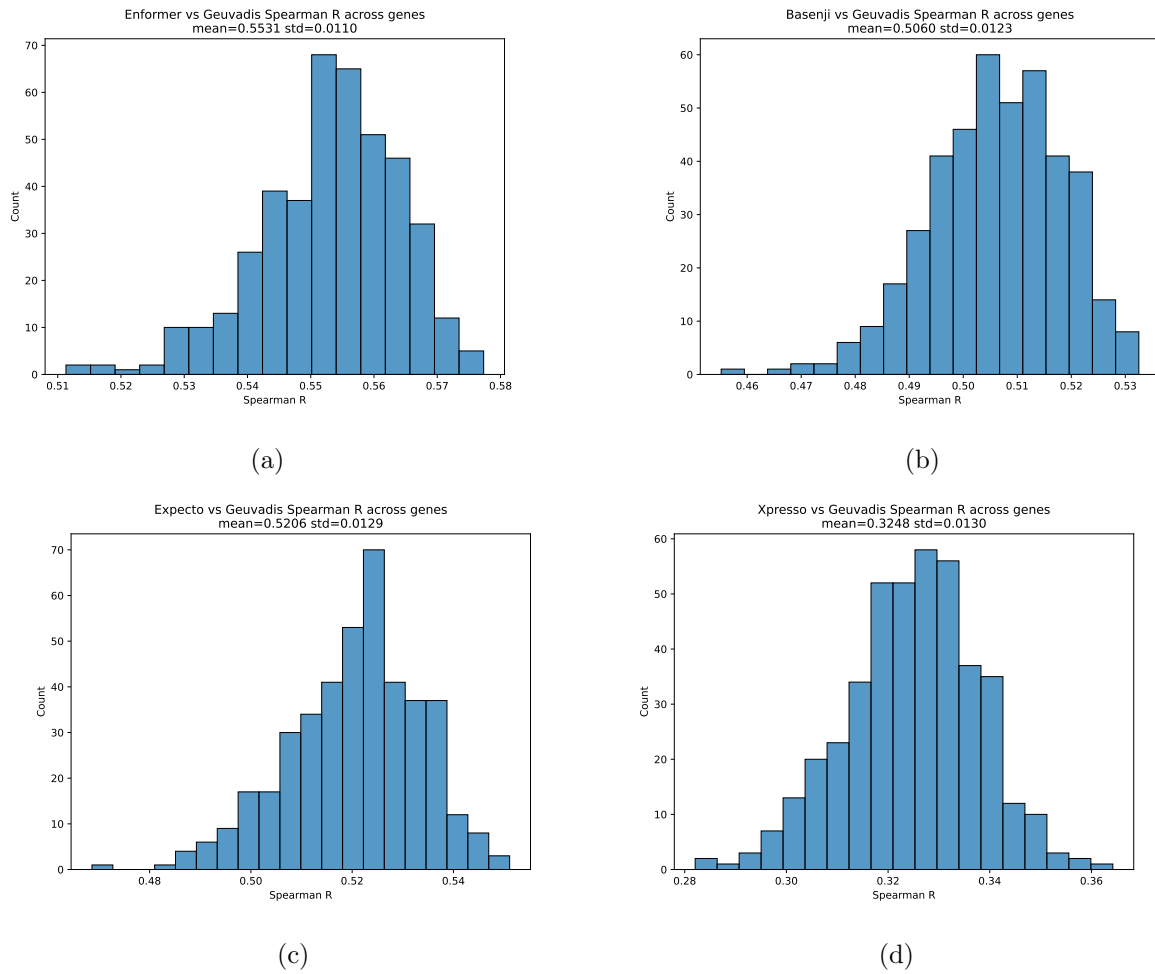 Enformer vs Geuvadis Spearman R across genes
mean=0.5531 std=0.0110
70
60
50
40
30
20
10
0
Count
0.51 0.52 0.53 0.54 0.55 0.56 0.57 0.58
Spearman R
(a)
Basenji vs Geuvadis Spearman R across genes
mean=0.5060 std=0.0123
60
50
40
30
20
10
0
Count
0.46 0.47 0.48 0.49 0.50 0.51 0.52 0.53
Spearman R
(b)
Expecto vs Geuvadis Spearman R across genes
mean=0.5206 std=0.0129
70
60
50
40
30
20
10
0
Count
0.48 0.50 0.52 0.54
Spearman R
(c)
Xpresso vs Geuvadis Spearman R across genes
mean=0.3248 std=0.0130
60
50
40
30
20
10
0
Count
0.28 0.30 0.32 0.34 0.36
Spearman R
(d)